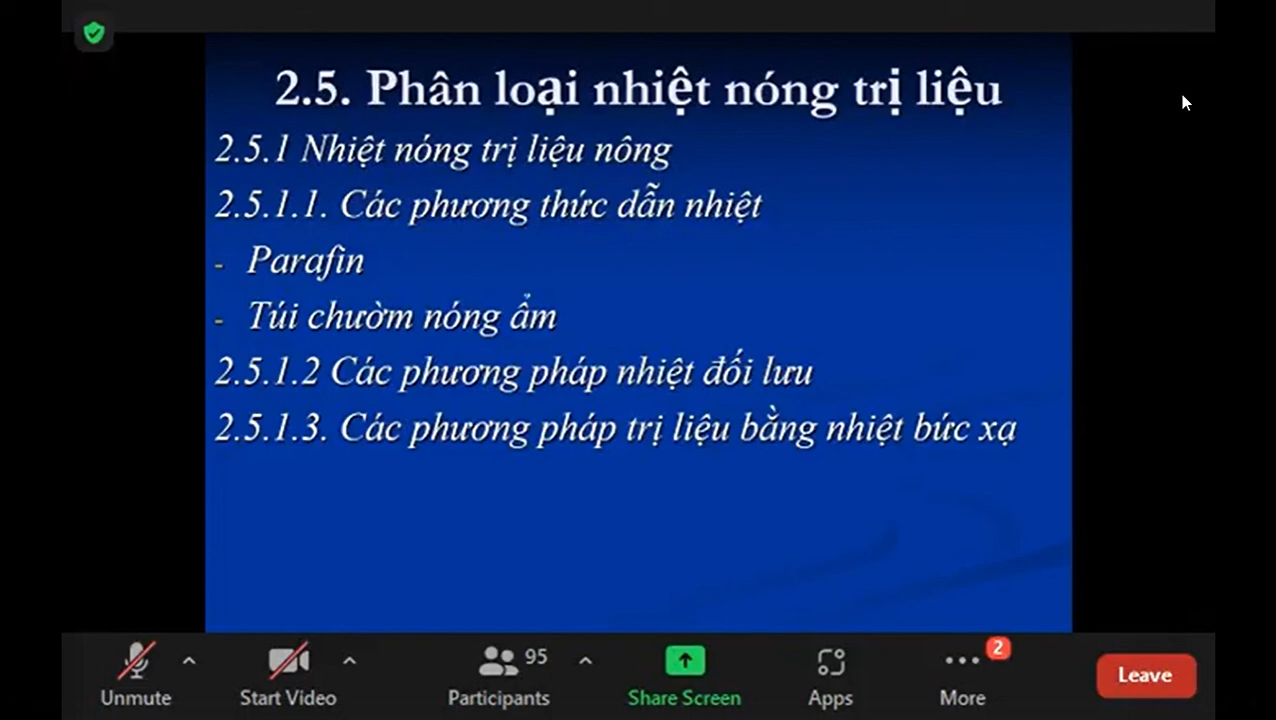 2.5. Phân loại nhiệt nóng trị liệu
2.5.1 Nhiệt nóng trị liệu nông
2.5.1.1. Các phương thức dẫn nhiệt
- Parafin
- Túi chườm nóng ẩm
2.5.1.2 Các phương pháp nhiệt đối lưu
2.5.1.3. Các phương pháp trị liệu bằng nhiệt bức xạ
95
2
Leave
Unmute
Start Video
Participants
Share Screen
Apps
More